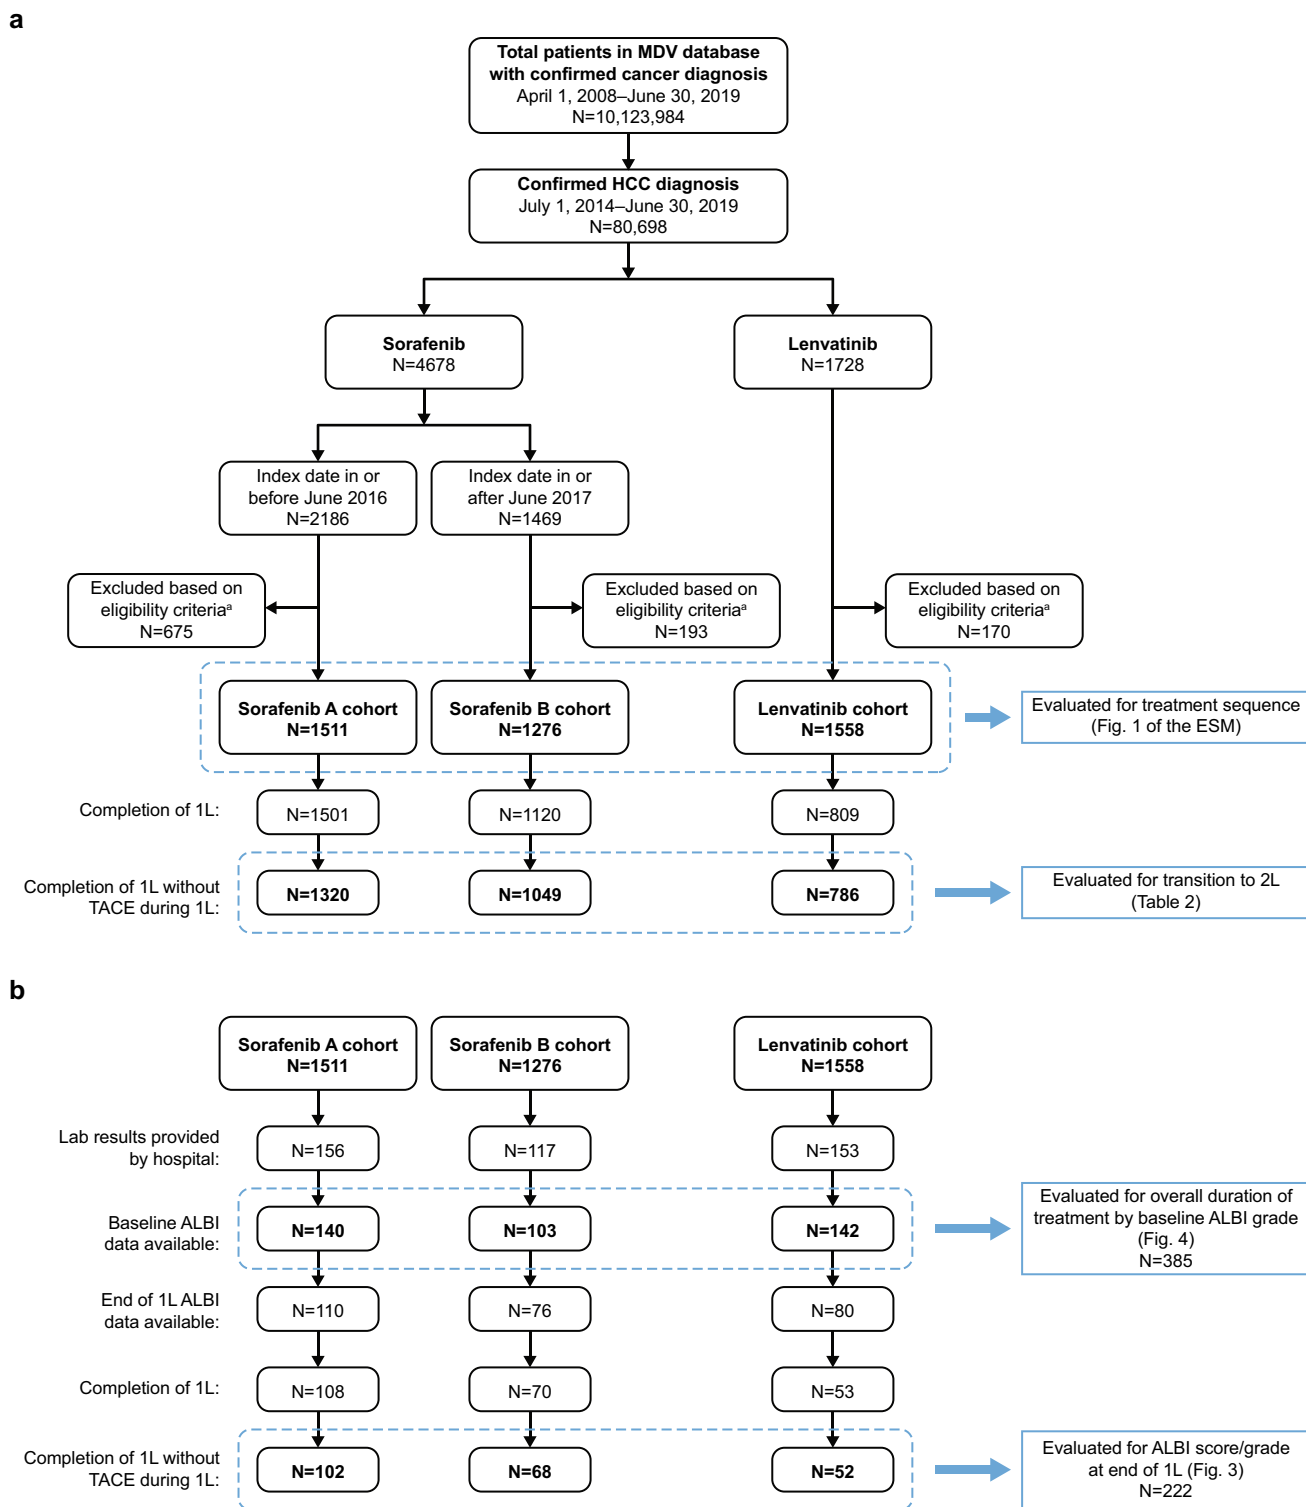 a
Total patients in MDV database
with confirmed cancer diagnosis
April 1, 2008–June 30, 2019
N=10,123,984
Confirmed HCC diagnosis
July 1, 2014–June 30, 2019
N=80,698
Sorafenib
N=4678
Lenvatinib
N=1728
Index date in or
before June 2016
N=2186
Index date in or
after June 2017
N=1469
Excluded based on
eligibility criteriaᵃ
N=675
Excluded based on
eligibility criteriaᵃ
N=193
Excluded based on
eligibility criteriaᵃ
N=170
Sorafenib A cohort
N=1511
Sorafenib B cohort
N=1276
Lenvatinib cohort
N=1558
Evaluated for treatment sequence
(Fig. 1 of the ESM)
Completion of 1L:
N=1501
N=1120
N=809
Completion of 1L without
TACE during 1L:
N=1320
N=1049
N=786
Evaluated for transition to 2L
(Table 2)
b
Sorafenib A cohort
N=1511
Sorafenib B cohort
N=1276
Lenvatinib cohort
N=1558
Lab results provided
by hospital:
N=156
N=117
N=153
Baseline ALBI
data available:
N=140
N=103
N=142
Evaluated for overall duration of
treatment by baseline ALBI grade
(Fig. 4)
N=385
End of 1L ALBI
data available:
N=110
N=76
N=80
Completion of 1L:
N=108
N=70
N=53
Completion of 1L without
TACE during 1L:
N=102
N=68
N=52
Evaluated for ALBI score/grade
at end of 1L (Fig. 3)
N=222